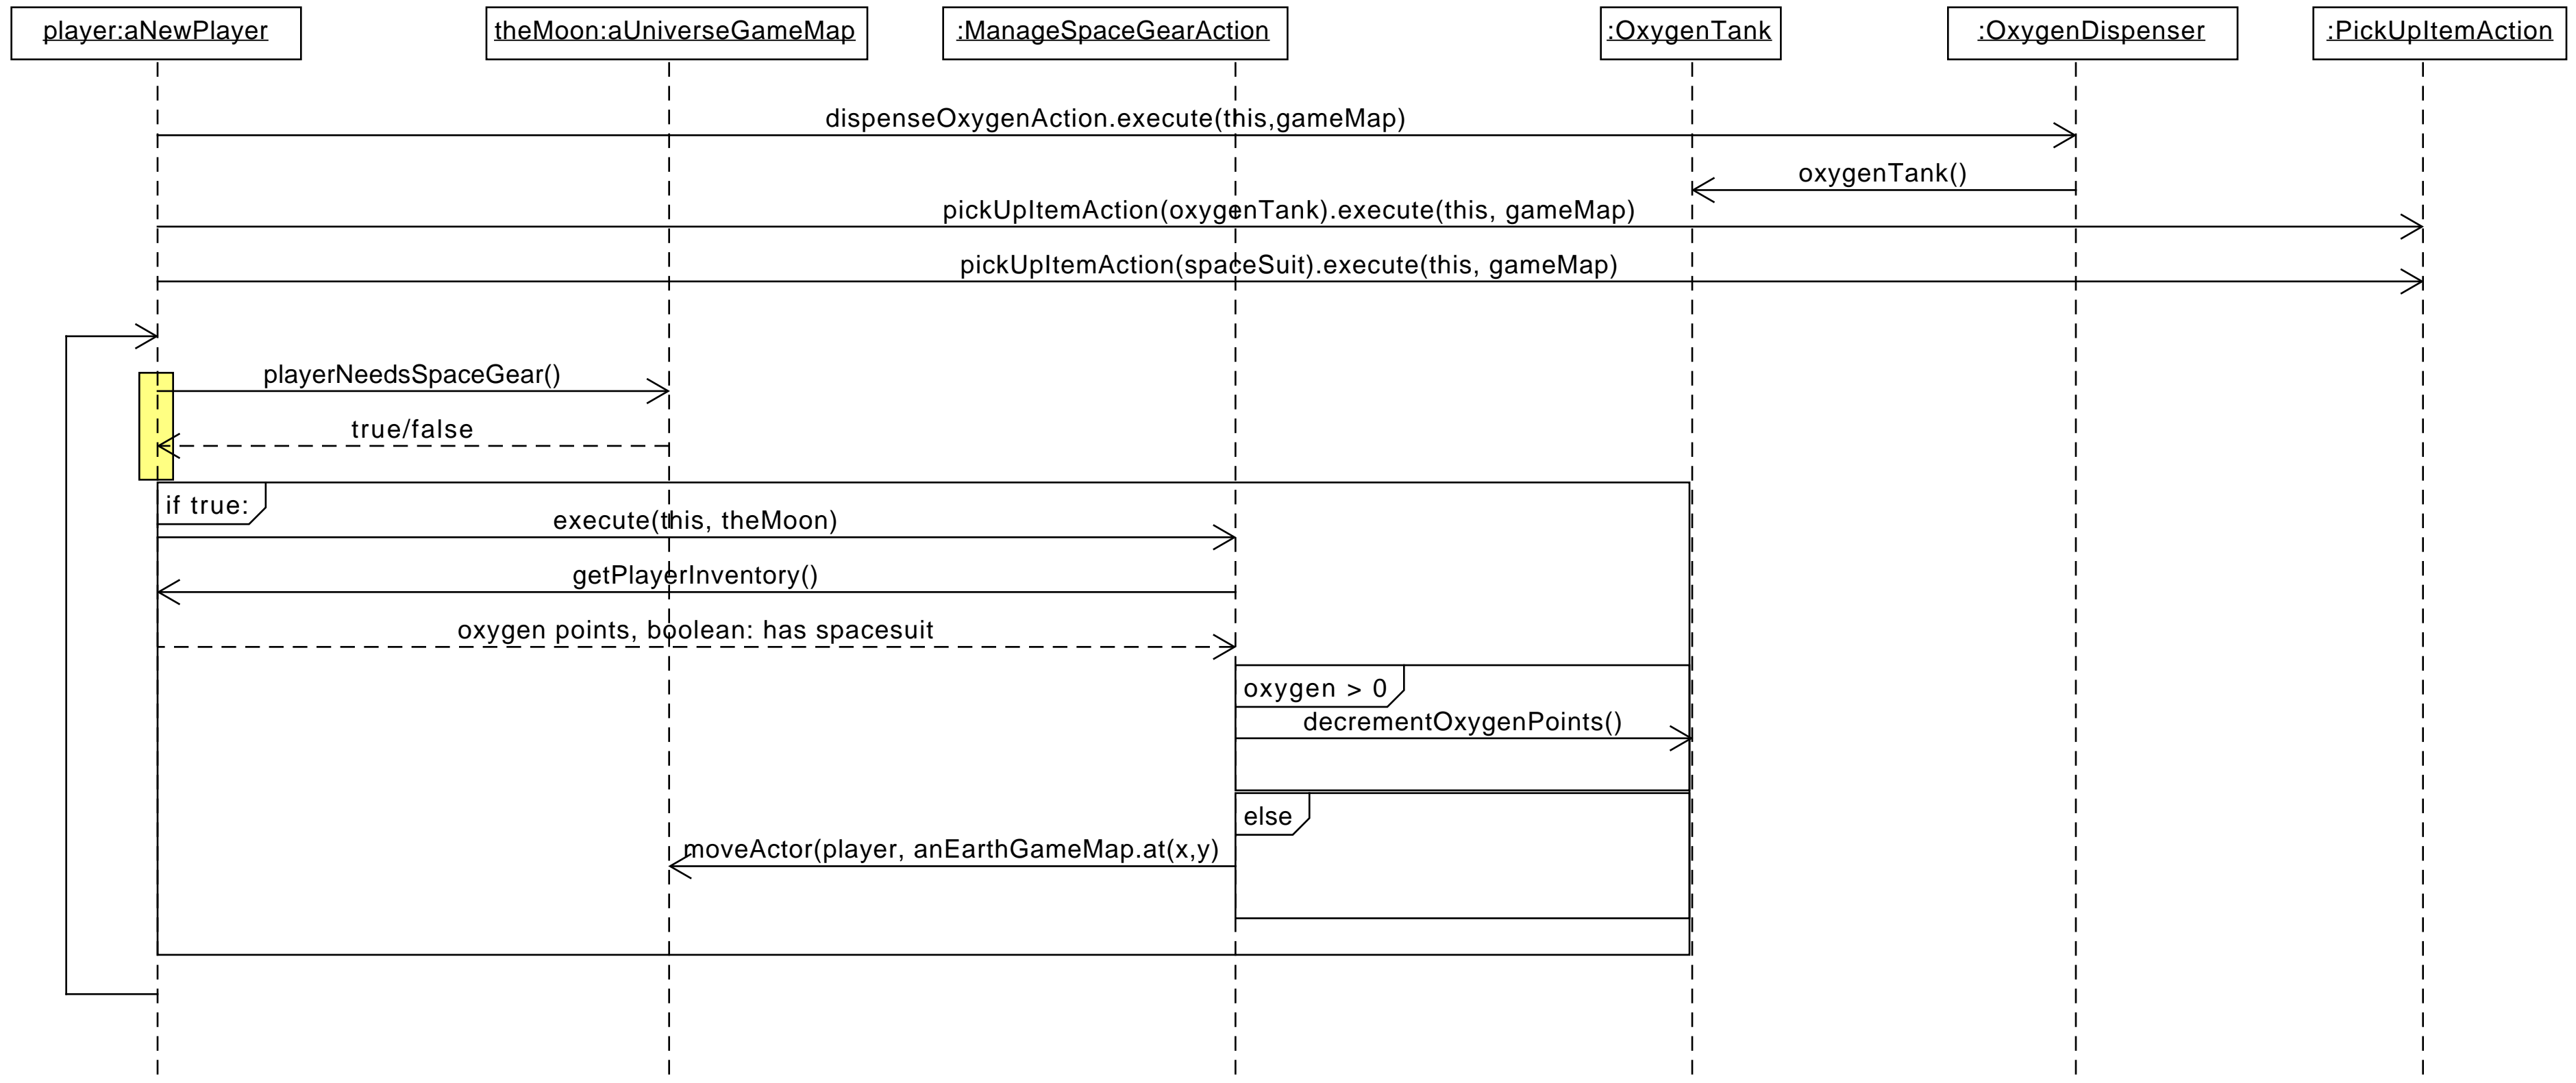 player:aNewPlayer
theMoon:aUniverseGameMap
:ManageSpaceGearAction
:OxygenTank
:OxygenDispenser
:PickUpItemAction
dispenseOxygenAction.execute(this,gameMap)
oxygenTank()
pickUpItemAction(oxygenTank).execute(this, gameMap)
pickUpItemAction(spaceSuit).execute(this, gameMap)
playerNeedsSpaceGear()
true/false
if true:
execute(this, theMoon)
getPlayerInventory()
oxygen points, boolean: has spacesuit
oxygen > 0
decrementOxygenPoints()
else
moveActor(player, anEarthGameMap.at(x,y)